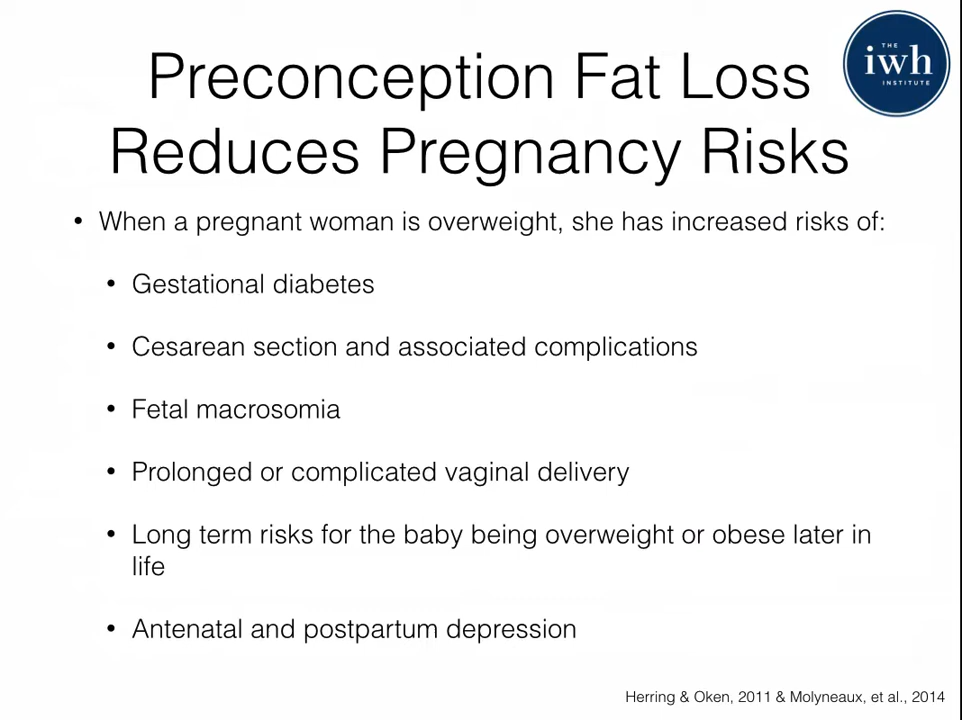 THE
iwh
INSTITUTE
Preconception Fat Loss
Reduces Pregnancy Risks
• When a pregnant woman is overweight, she has increased risks of:
• Gestational diabetes
• Cesarean section and associated complications
• Fetal macrosomia
• Prolonged or complicated vaginal delivery
• Long term risks for the baby being overweight or obese later in
life
• Antenatal and postpartum depression
Herring & Oken, 2011 & Molyneaux, et al., 2014